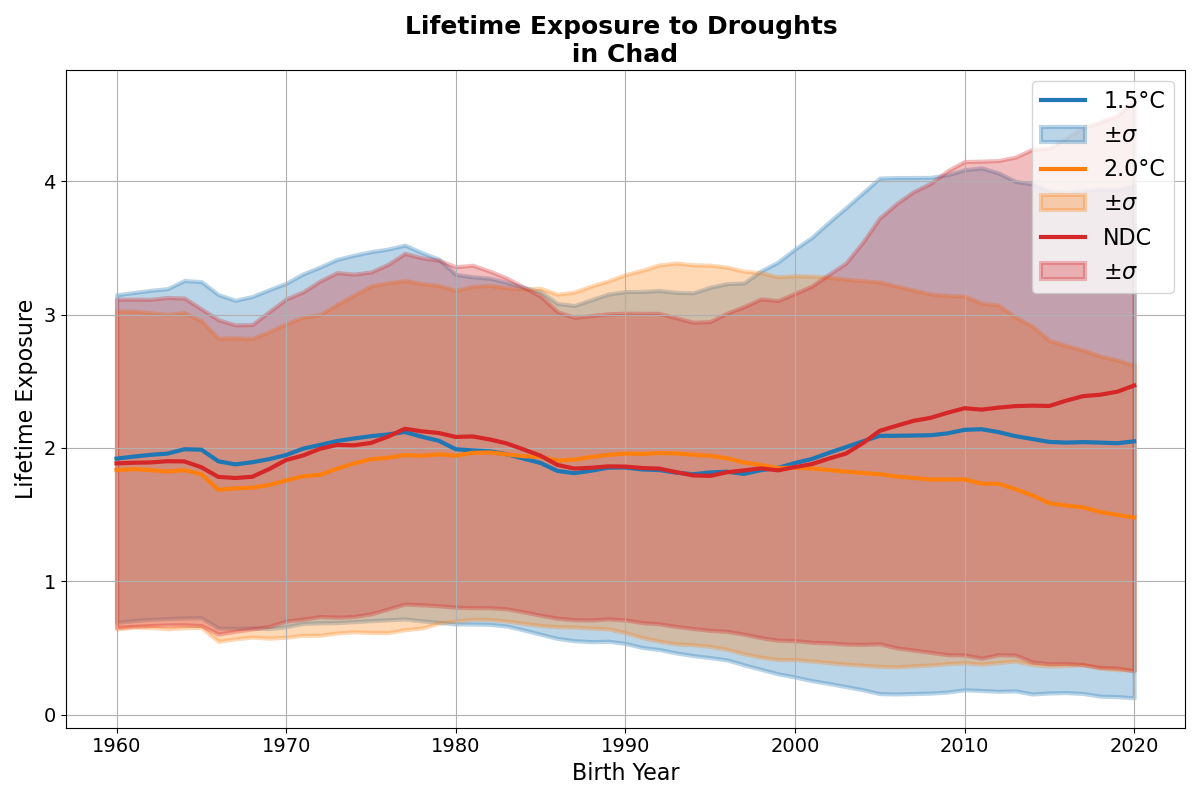 Lifetime Exposure to Droughts
in Chad
1.5°C
±σ
2.0°C
±σ
NDC
±σ
Lifetime Exposure
4
3
2
1
0
1960 1970 1980 1990 2000 2010 2020
Birth Year